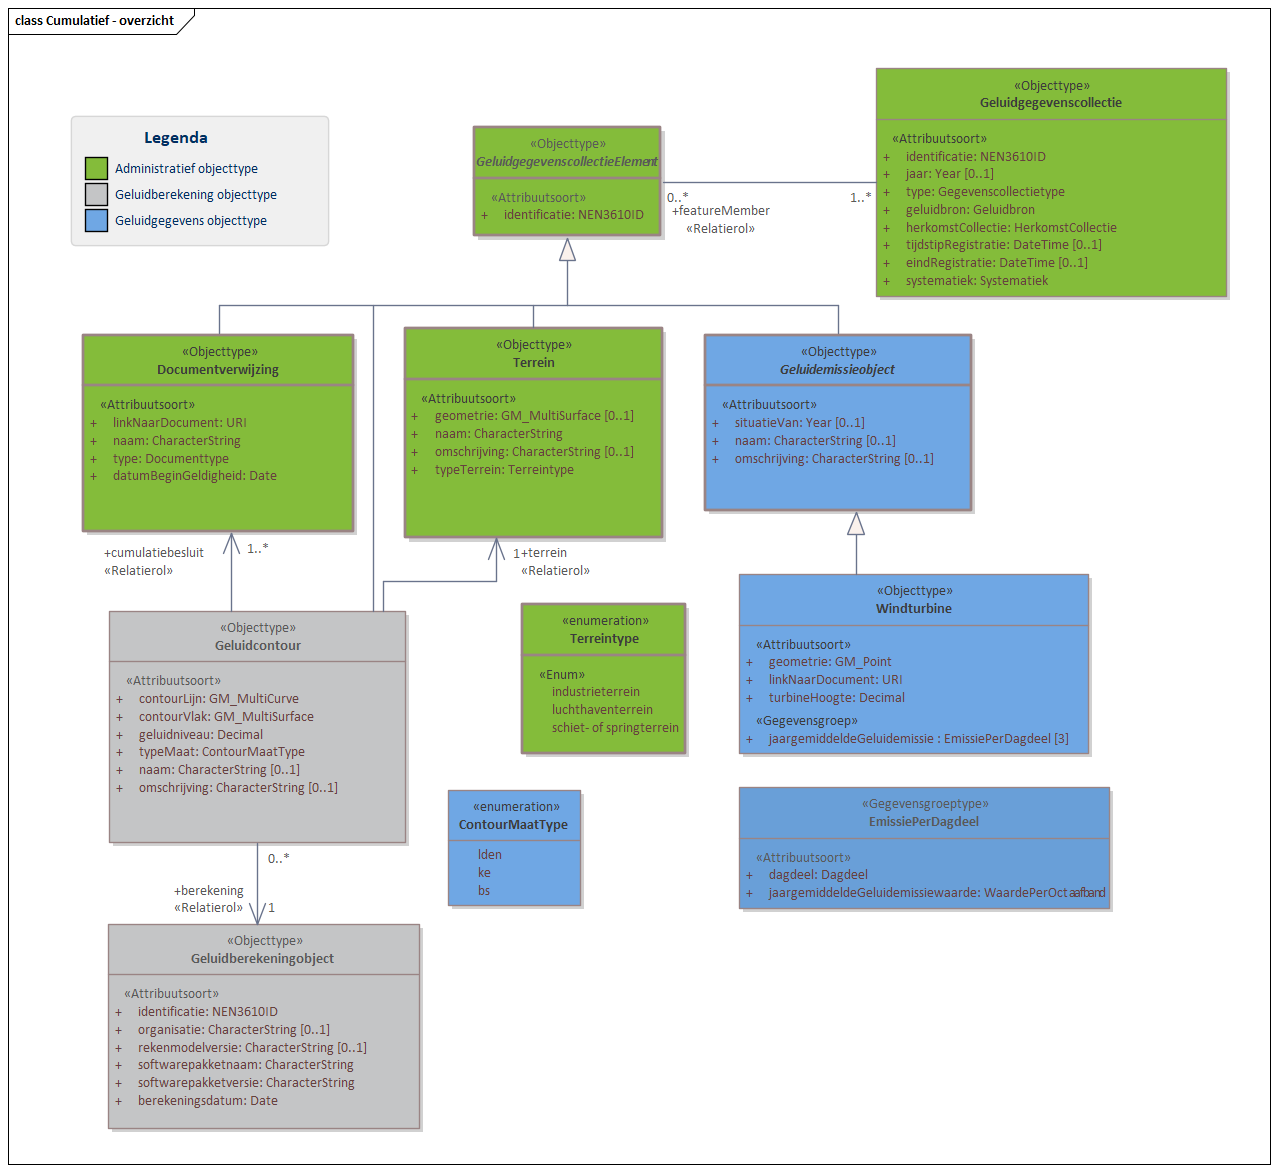 class Cumulatief - overzicht
Legenda
Administratief objecttype
Geluidberekening objecttype
Geluidgegevens objecttype
«Objecttype»
GeluidgegevenscollectieElement
«Attribuutsoort»
+ identificatie: NEN3610ID
0..*
+featureMember
«Relatierol»
1..*
«Objecttype»
Geluidgegevenscollectie
«Attribuutsoort»
+ identificatie: NEN3610ID
+ jaar: Year [0..1]
+ type: Gegevenscollectietype
+ geluidbron: Geluidbron
+ herkomstCollectie: HerkomstCollectie
+ tijdstipRegistratie: DateTime [0..1]
+ eindRegistratie: DateTime [0..1]
+ systematiek: Systematiek
«Objecttype»
Documentverwijzing
«Attribuutsoort»
+ linkNaarDocument: URI
+ naam: CharacterString
+ type: Documenttype
+ datumBeginGeldigheid: Date
«Objecttype»
Terrein
«Attribuutsoort»
+ geometrie: GM_MultiSurface [0..1]
+ naam: CharacterString
+ omschrijving: CharacterString [0..1]
+ typeTerrein: Terreintype
«Objecttype»
Geluidemissieobject
«Attribuutsoort»
+ situatieVan: Year [0..1]
+ naam: CharacterString [0..1]
+ omschrijving: CharacterString [0..1]
+cumulatiebesluit
«Relatierol»
1..*
1
+terrein
«Relatierol»
«Objecttype»
Geluidcontour
«Attribuutsoort»
+ contourLijn: GM_MultiCurve
+ contourVlak: GM_MultiSurface
+ geluidniveau: Decimal
+ typeMaat: ContourMaatType
+ naam: CharacterString [0..1]
+ omschrijving: CharacterString [0..1]
«enumeration»
Terreintype
«Enum»
industrieterrein
luchthaventerrein
schiet- of springterrein
«Objecttype»
Windturbine
«Attribuutsoort»
+ geometrie: GM_Point
+ linkNaarDocument: URI
+ turbineHoogte: Decimal
«Gegevensgroep»
+ jaargemiddeldeGeluidemissie : EmissiePerDagdeel [3]
«enumeration»
ContourMaatType
lden
ke
bs
«Gegevensgroeptype»
EmissiePerDagdeel
«Attribuutsoort»
+ dagdeel: Dagdeel
+ jaargemiddeldeGeluidemissiewaarde: WaardePerOctaafband
0..*
+berekening
«Relatierol»
1
«Objecttype»
Geluidberekeningobject
«Attribuutsoort»
+ identificatie: NEN3610ID
+ organisatie: CharacterString [0..1]
+ rekenmodelversie: CharacterString [0..1]
+ softwarepakketnaam: CharacterString
+ softwarepakketversie: CharacterString
+ berekeningsdatum: Date